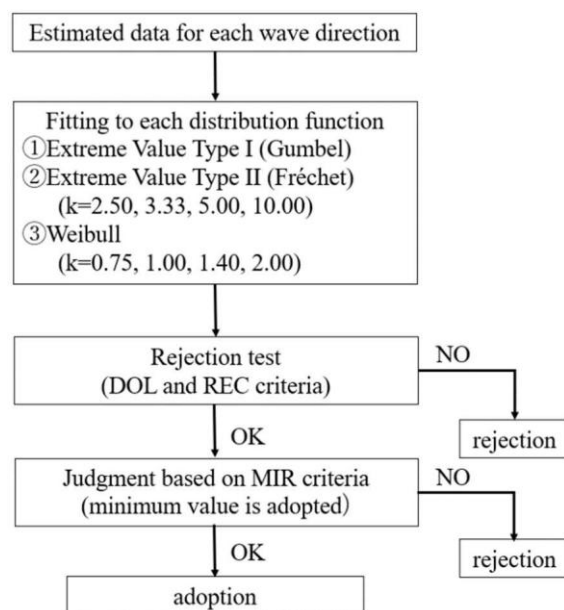 Estimated data for each wave direction
Fitting to each distribution function
①Extreme Value Type I (Gumbel)
②Extreme Value Type II (Fréchet)
(k=2.50, 3.33, 5.00, 10.00)
③Weibull
(k=0.75, 1.00, 1.40, 2.00)
Rejection test
(DOL and REC criteria)
NO
rejection
OK
Judgment based on MIR criteria
(minimum value is adopted)
NO
rejection
OK
adoption